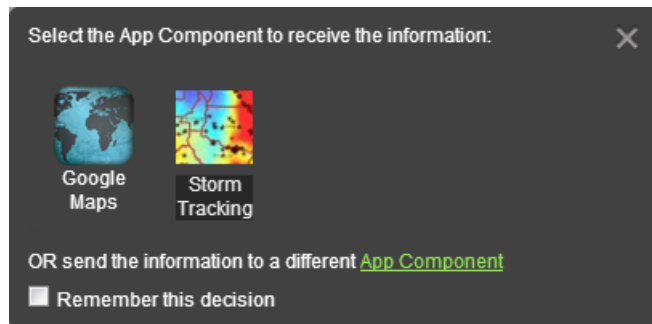 Select the App Component to receive the information:
Google
Maps
Storm
Tracking
OR send the information to a different App Component
Remember this decision